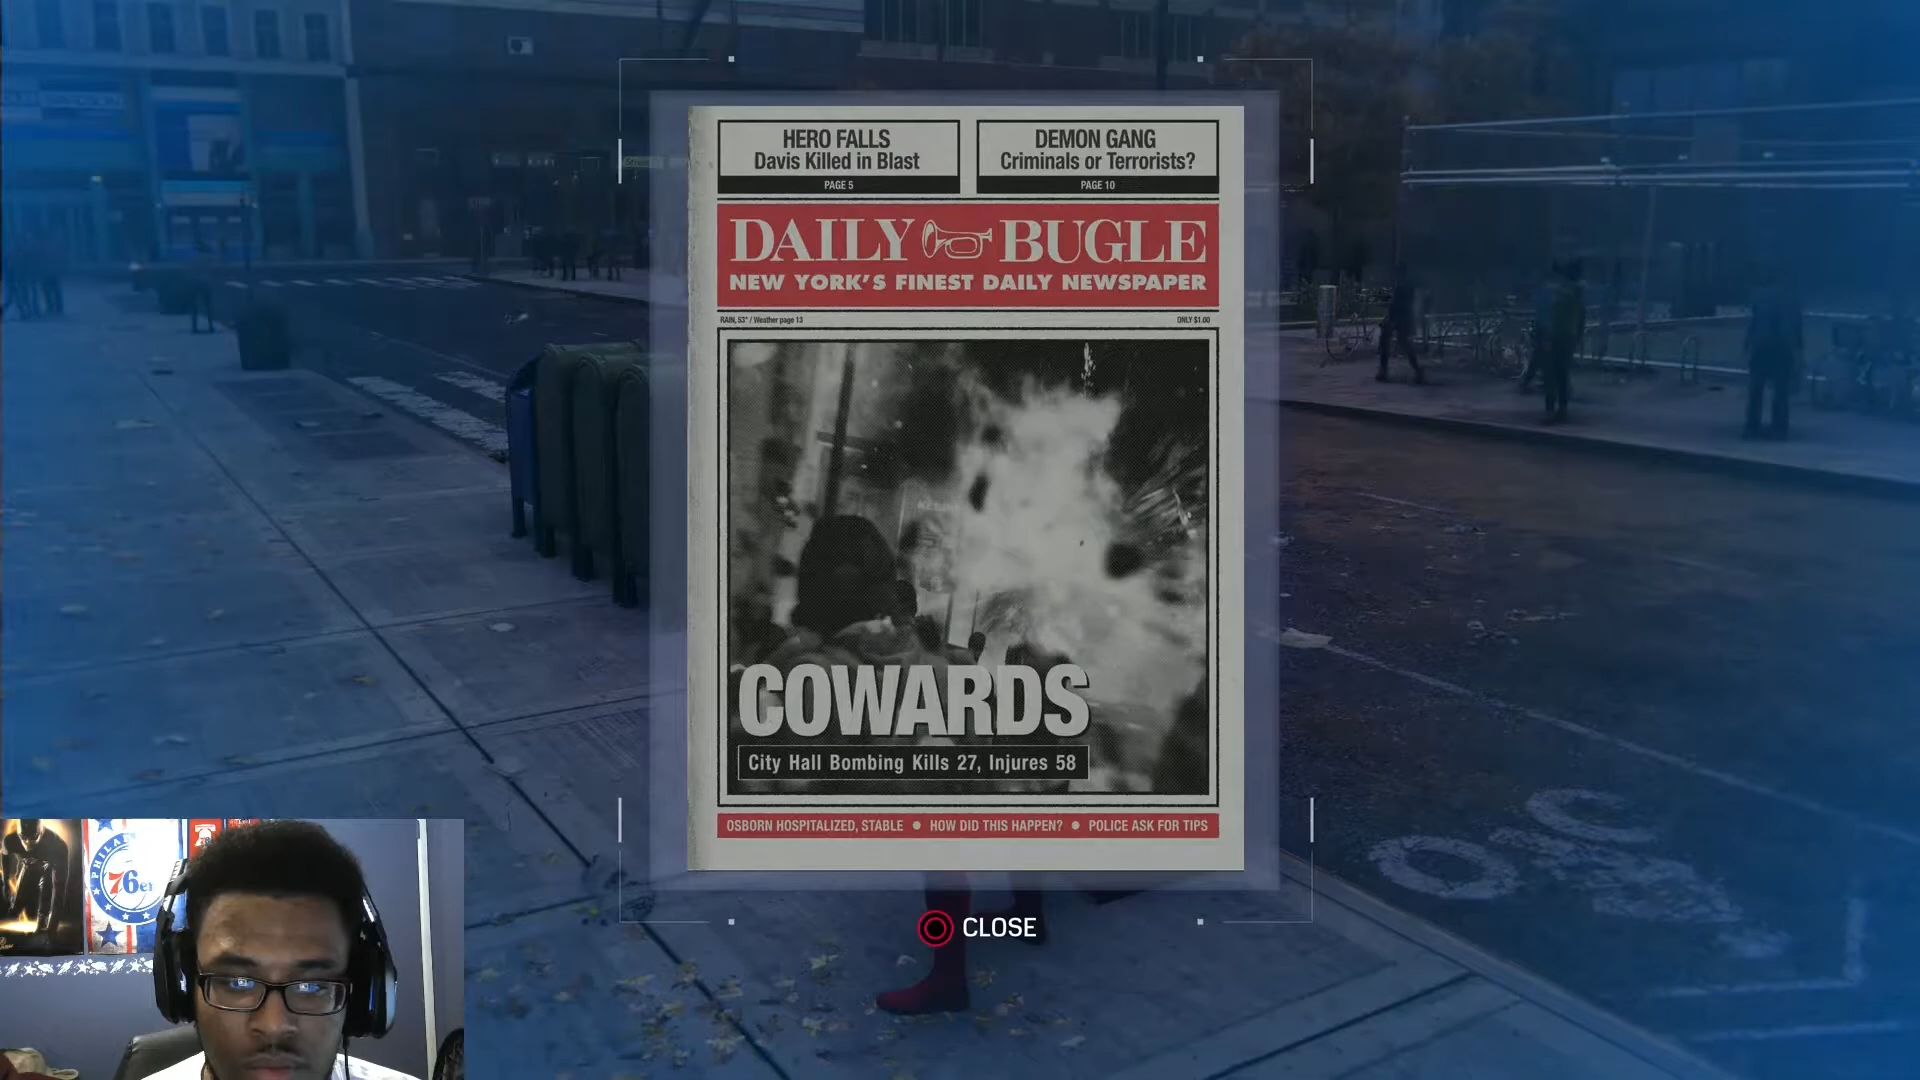 HERO FALLS
Davis Killed in Blast
PAGE 5
DEMON GANG
Criminals or Terrorists?
PAGE 10
DAILY BUGLE
NEW YORK'S FINEST DAILY NEWSPAPER
RAIN, 53° / Weather page 13
ONLY $1.00
COWARDS
City Hall Bombing Kills 27, Injures 58
OSBORN HOSPITALIZED, STABLE ● HOW DID THIS HAPPEN? ● POLICE ASK FOR TIPS
CLOSE
PHILA
76er